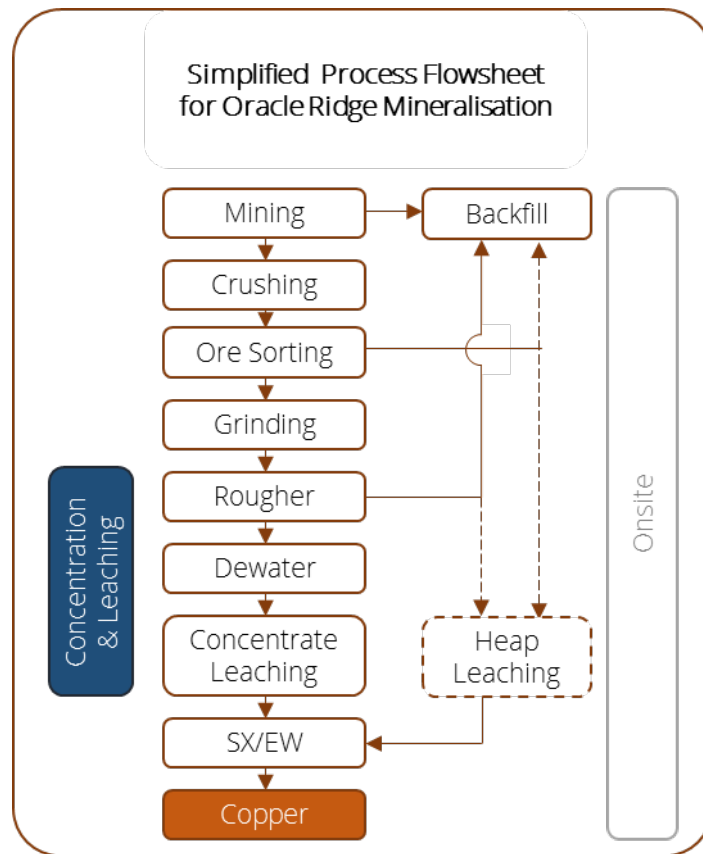 Simplified Process Flowsheet
for Oracle Ridge Mineralisation
Mining
Backfill
Crushing
Ore Sorting
Grinding
Rougher
Dewater
Concentrate
Leaching
Heap
Leaching
SX/EW
Copper
Concentration
& Leaching
Onsite